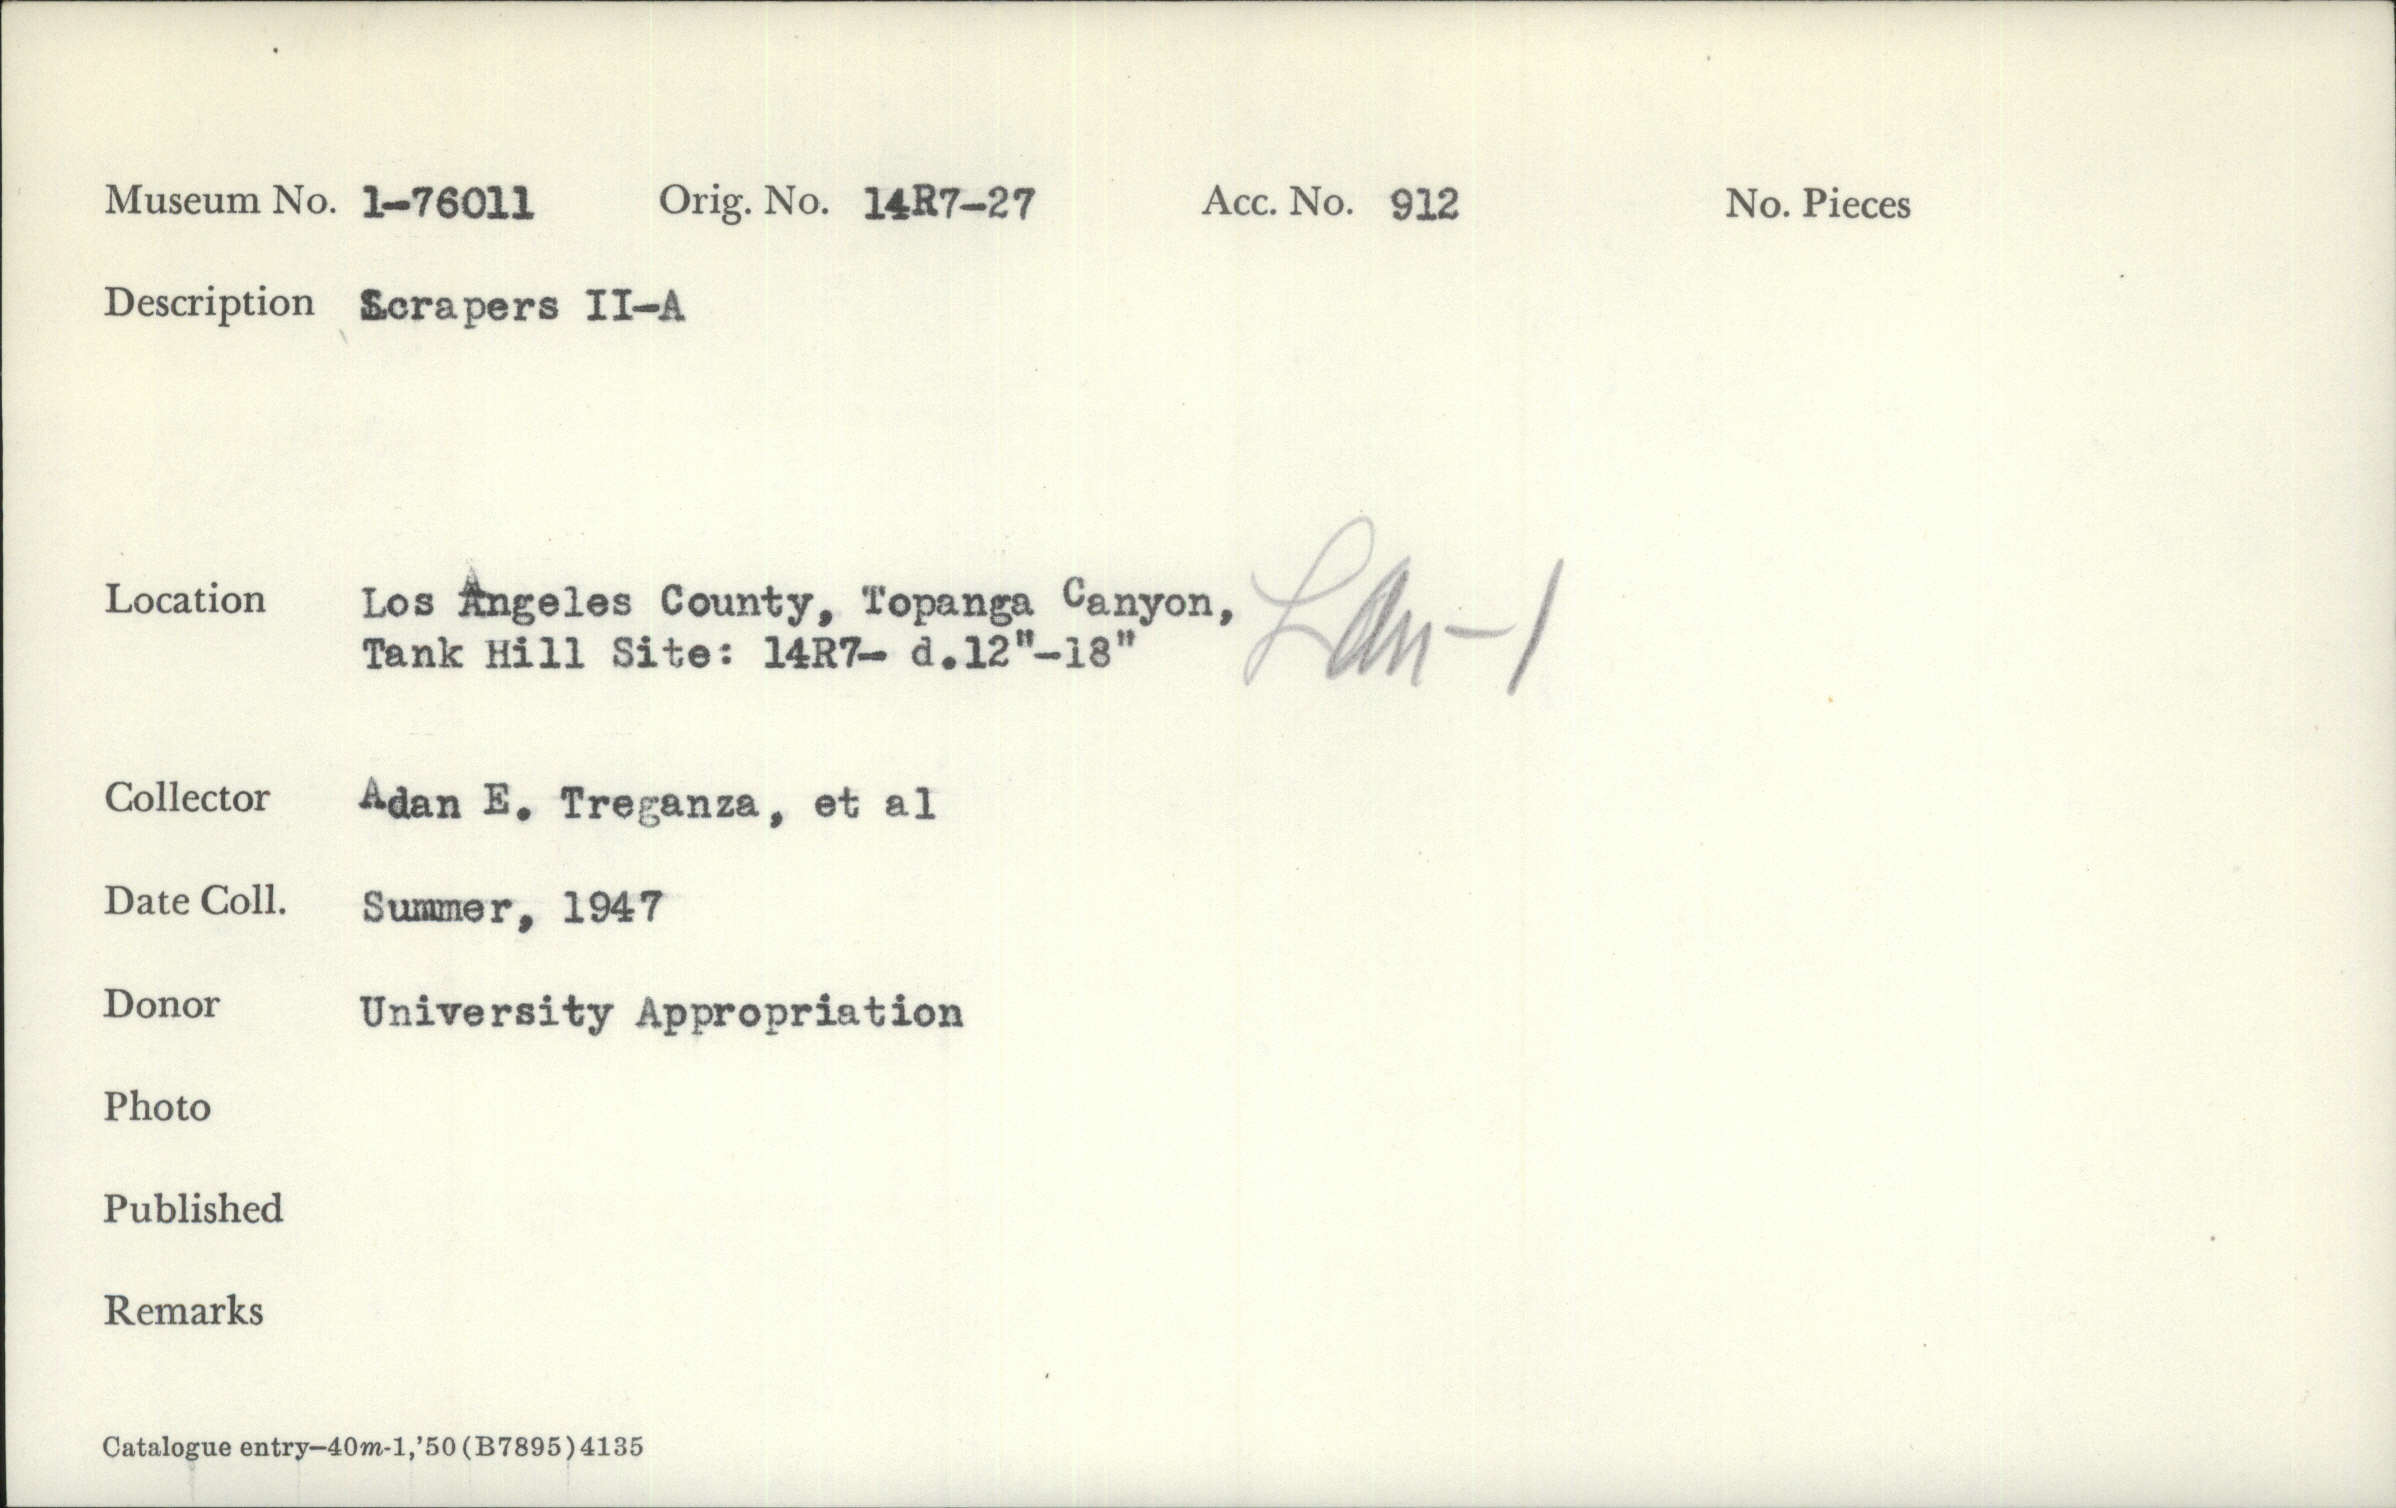 Museum No. 1-76011 Orig. No. 14R7-27 Acc. No. 912 No. Pieces
Description Scrapers II-A
Location Los Angeles County, Topanga Canyon,
Tank Hill Site: 14R7- d.12"-18" LAn-1
Collector Adan E. Treganza, et al
Date Coll. Summer, 1947
Donor University Appropriation
Photo
Published
Remarks
Catalogue entry—40m-1,'50(B7895)4135